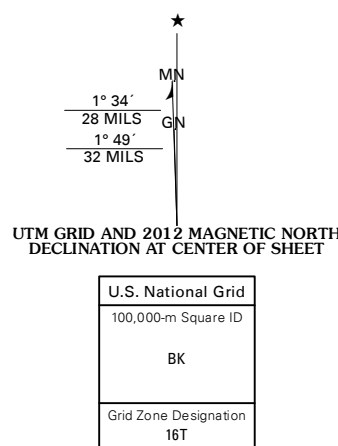 MN
1° 34´
28 MILS
GN
1° 49´
32 MILS
UTM GRID AND 2012 MAGNETIC NORTH
DECLINATION AT CENTER OF SHEET
U.S. National Grid
100,000-m Square ID
BK
Grid Zone Designation
16T